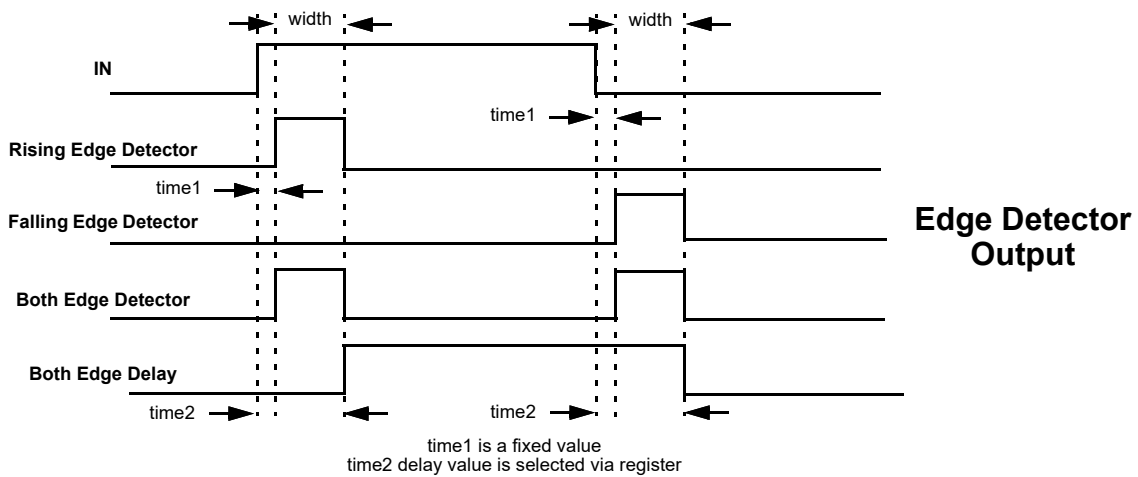 width
width
IN
time1
Rising Edge Detector
time1
Falling Edge Detector
Edge Detector
Output
Both Edge Detector
Both Edge Delay
time2
time2
time1 is a fixed value
time2 delay value is selected via register